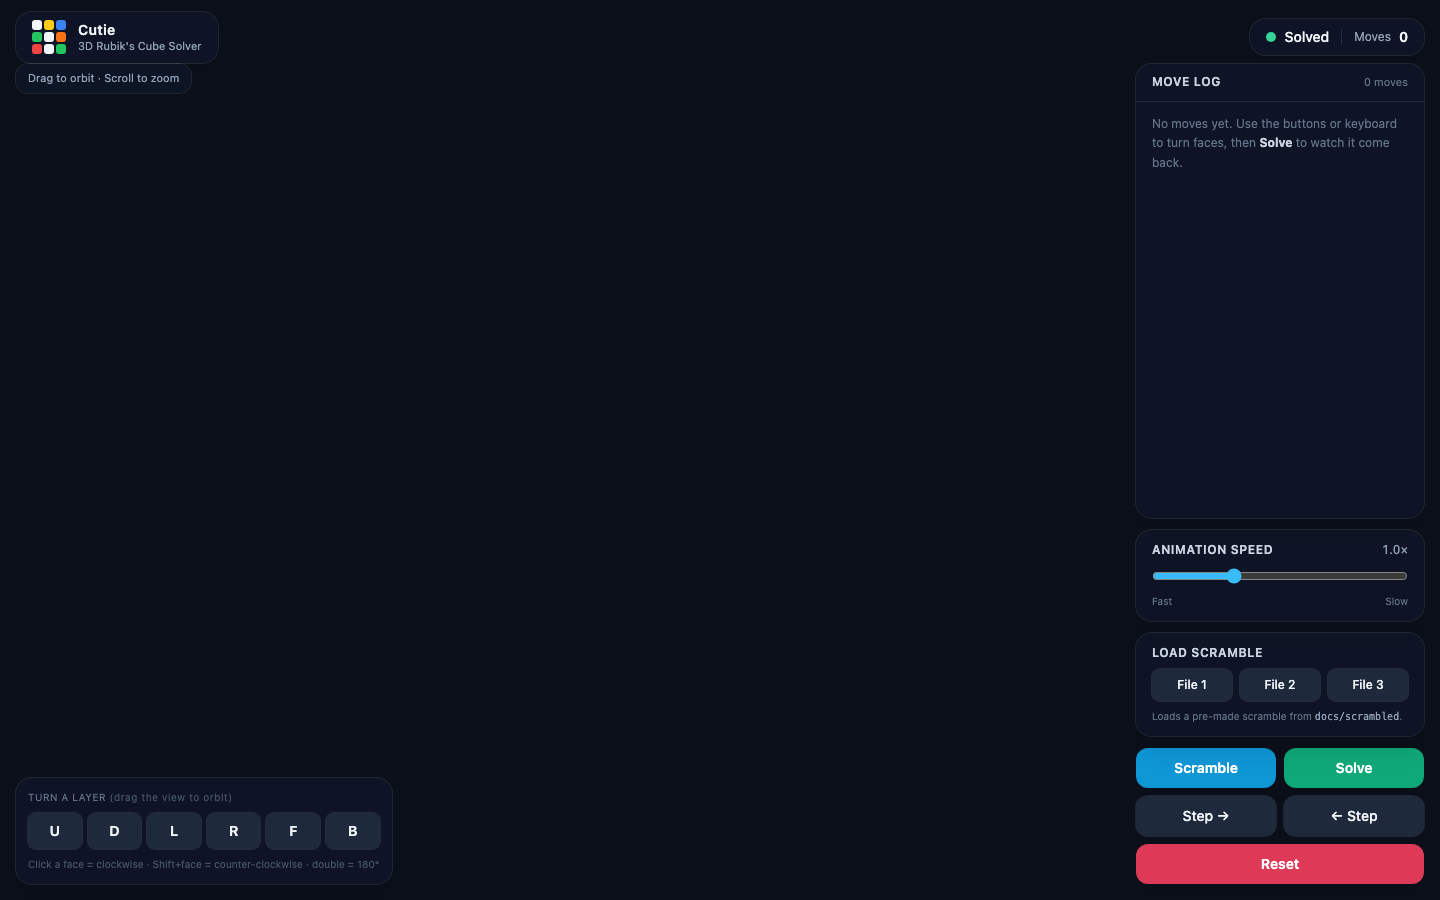 Cutie
3D Rubik's Cube Solver
Drag to orbit · Scroll to zoom
Solved
Moves 0
MOVE LOG
0 moves
No moves yet. Use the buttons or keyboard
to turn faces, then Solve to watch it come
back.
ANIMATION SPEED
1.0×
Fast
Slow
LOAD SCRAMBLE
File 1
File 2
File 3
Loads a pre-made scramble from docs/scrambled.
Scramble
Solve
Step →
← Step
Reset
TURN A LAYER (drag the view to orbit)
U
D
L
R
F
B
Click a face = clockwise · Shift+face = counter-clockwise · double = 180°